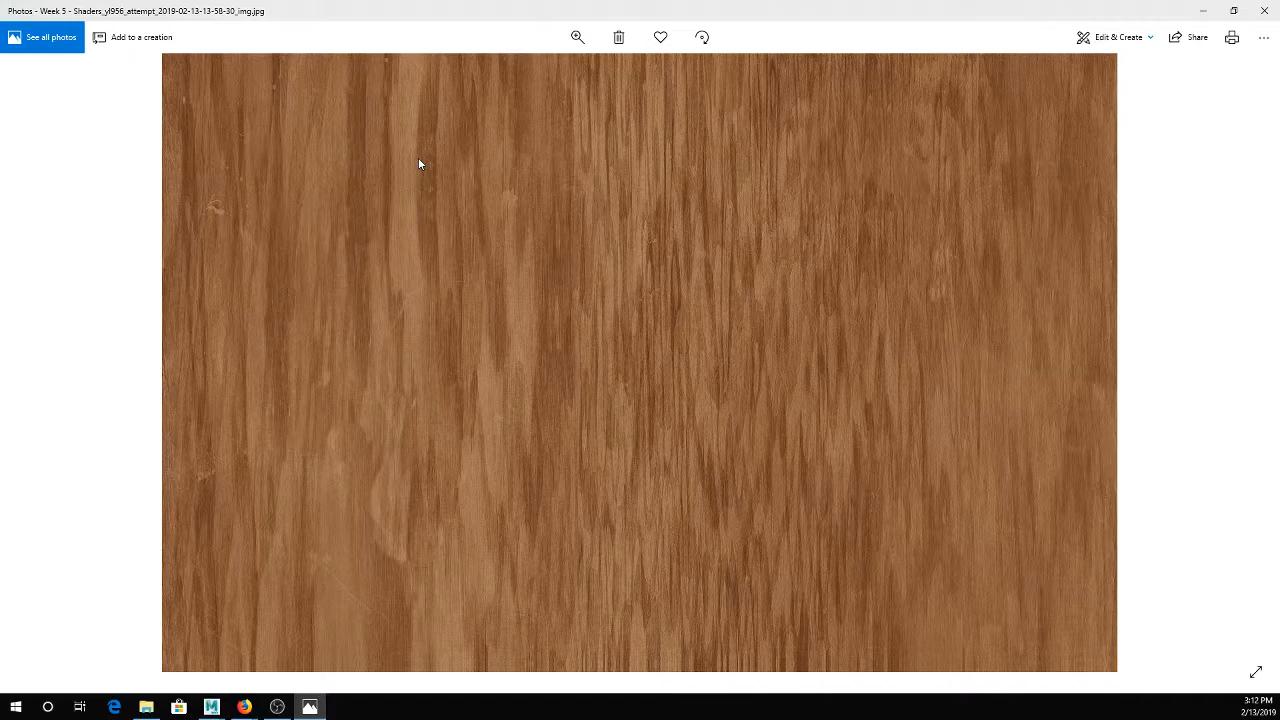 Photos - Week 5 - Shaders_yl956_attempt_2019-02-13-13-58-30_img.jpg
See all photos
Add to a creation
Edit & Create
Share
3:12 PM
2/13/2019